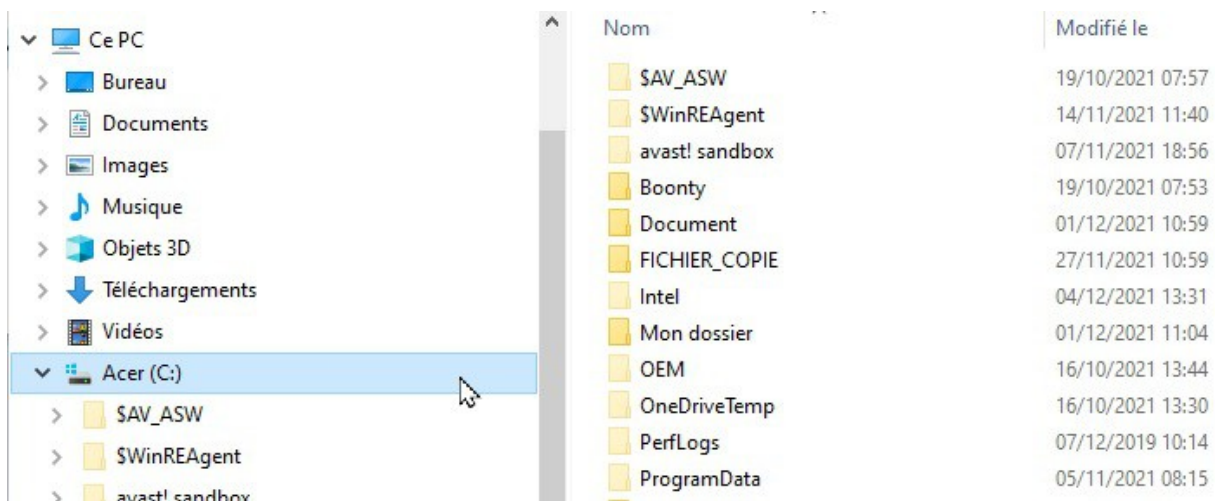 Ce PC
Bureau
Documents
Images
Musique
Objets 3D
Téléchargements
Vidéos
Acer (C:)
$AV_ASW
$WinREAgent
avast! sandbox
Nom Modifié le
$AV_ASW 19/10/2021 07:57
$WinREAgent 14/11/2021 11:40
avast! sandbox 07/11/2021 18:56
Boonty 19/10/2021 07:53
Document 01/12/2021 10:59
FICHIER_COPIE 27/11/2021 10:59
Intel 04/12/2021 13:31
Mon dossier 01/12/2021 11:04
OEM 16/10/2021 13:44
OneDriveTemp 16/10/2021 13:30
PerfLogs 07/12/2019 10:14
ProgramData 05/11/2021 08:15